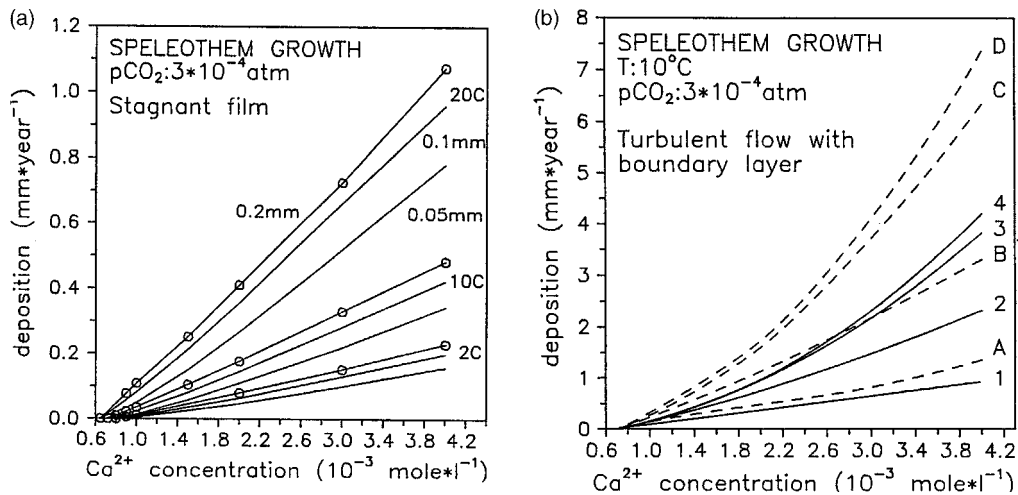 (a)
SPELEOTHEM GROWTH
pCO₂:3*10⁻⁴atm
Stagnant film
20C
0.1mm
0.2mm
0.05mm
10C
2C
1.2
1.0
0.8
0.6
0.4
0.2
0.0
deposition (mm*year⁻¹)
0.6 1.0 1.4 1.8 2.2 2.6 3.0 3.4 3.8 4.2
Ca²⁺ concentration (10⁻³ mole*l⁻¹)
(b)
SPELEOTHEM GROWTH
T:10°C
pCO₂:3*10⁻⁴atm
Turbulent flow with
boundary layer
D
C
4
3
B
2
A
1
8
7
6
5
4
3
2
1
0
deposition (mm*year⁻¹)
0.6 1.0 1.4 1.8 2.2 2.6 3.0 3.4 3.8 4.2
Ca²⁺ concentration (10⁻³ mole*l⁻¹)